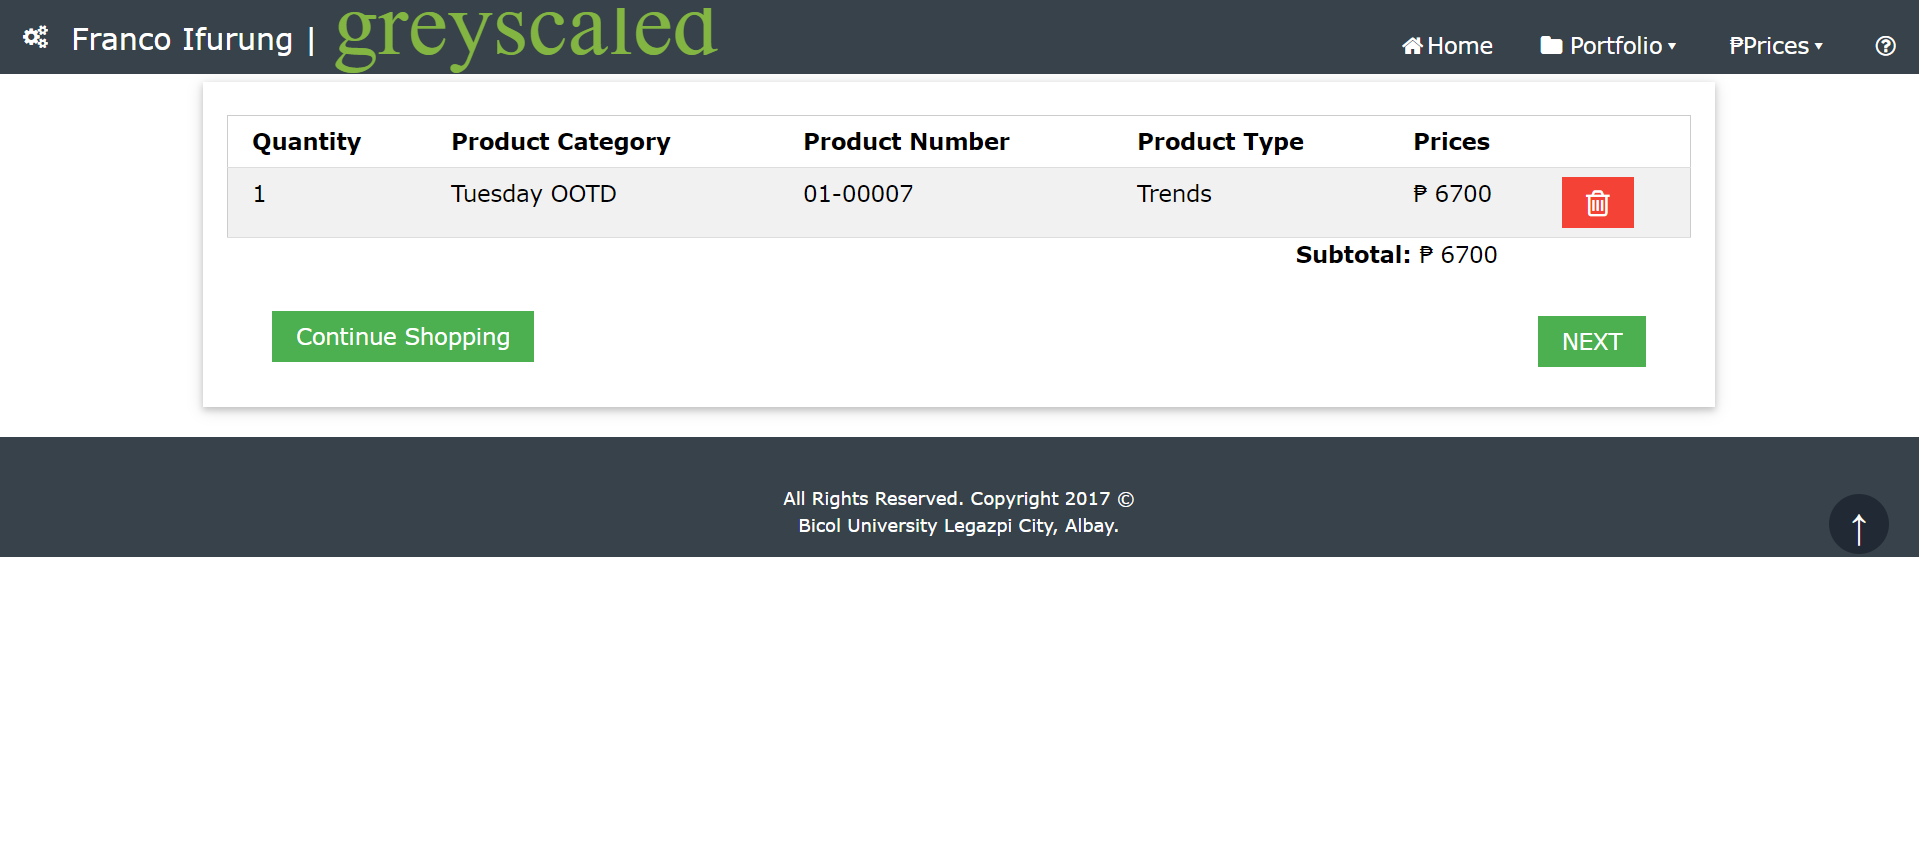 Franco Ifurung | greyscaled Home Portfolio ₱Prices
Quantity Product Category Product Number Product Type Prices
1 Tuesday OOTD 01-00007 Trends ₱ 6700
Subtotal: ₱ 6700
Continue Shopping NEXT
All Rights Reserved. Copyright 2017 ©
Bicol University Legazpi City, Albay.